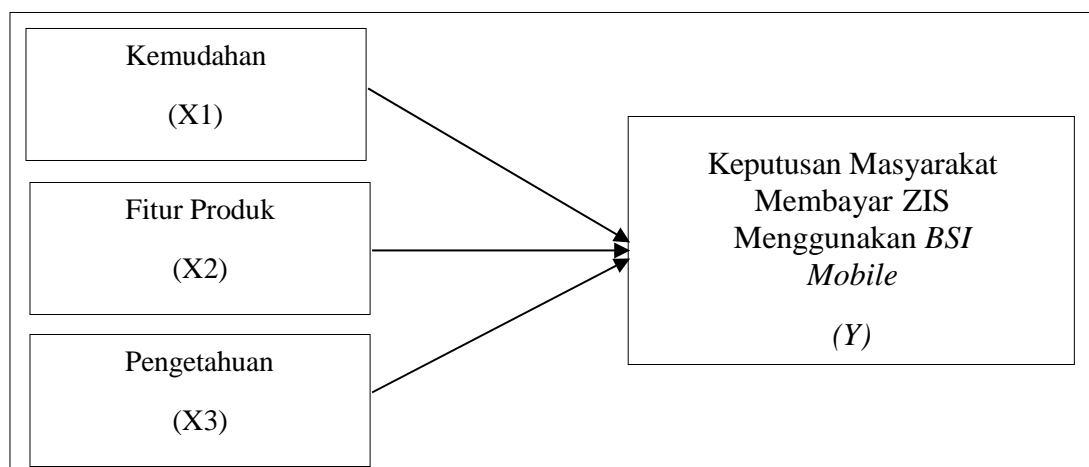 Kemudahan
(X1)
Fitur Produk
(X2)
Pengetahuan
(X3)
Keputusan Masyarakat
Membayar ZIS
Menggunakan BSI
Mobile
(Y)